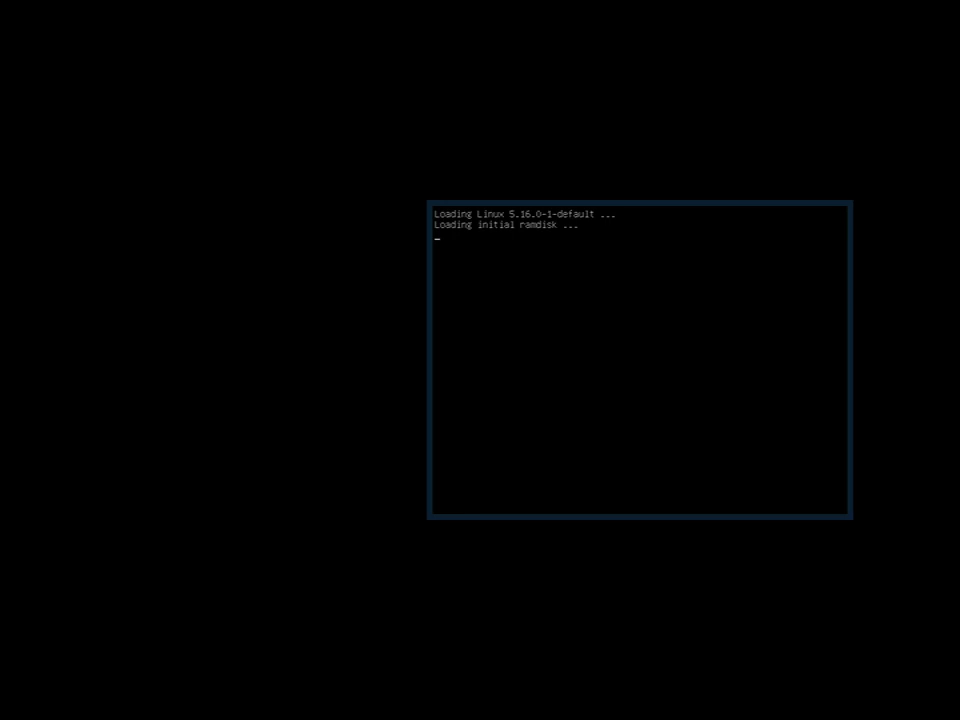 Loading Linux 5.16.0-1-default ...
Loading initial ramdisk ...